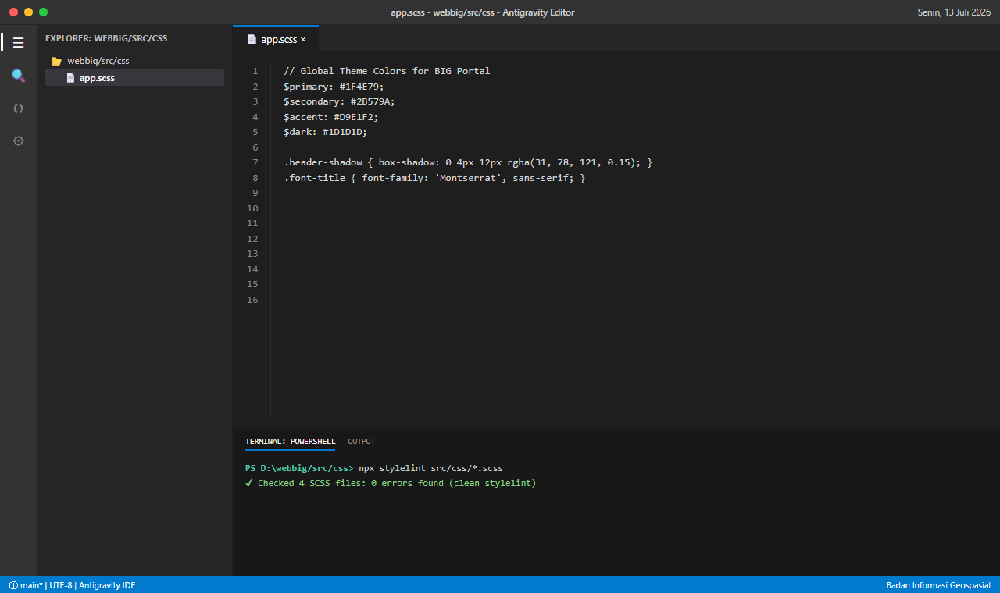 app.scss - webbig/src/css - Antigravity Editor
Senin, 13 Juli 2026
EXPLORER: WEBBIG/SRC/CSS
webbig/src/css
app.scss
app.scss ×
1 // Global Theme Colors for BIG Portal
2 $primary: #1F4E79;
3 $secondary: #2B579A;
4 $accent: #D9E1F2;
5 $dark: #1D1D1D;
6
7 .header-shadow { box-shadow: 0 4px 12px rgba(31, 78, 121, 0.15); }
8 .font-title { font-family: 'Montserrat', sans-serif; }
9
10
11
12
13
14
15
16
TERMINAL: POWERSHELL OUTPUT
PS D:\webbig/src/css> npx stylelint src/css/*.scss
✓ Checked 4 SCSS files: 0 errors found (clean stylelint)
ⓘ main* | UTF-8 | Antigravity IDE
Badan Informasi Geospasial